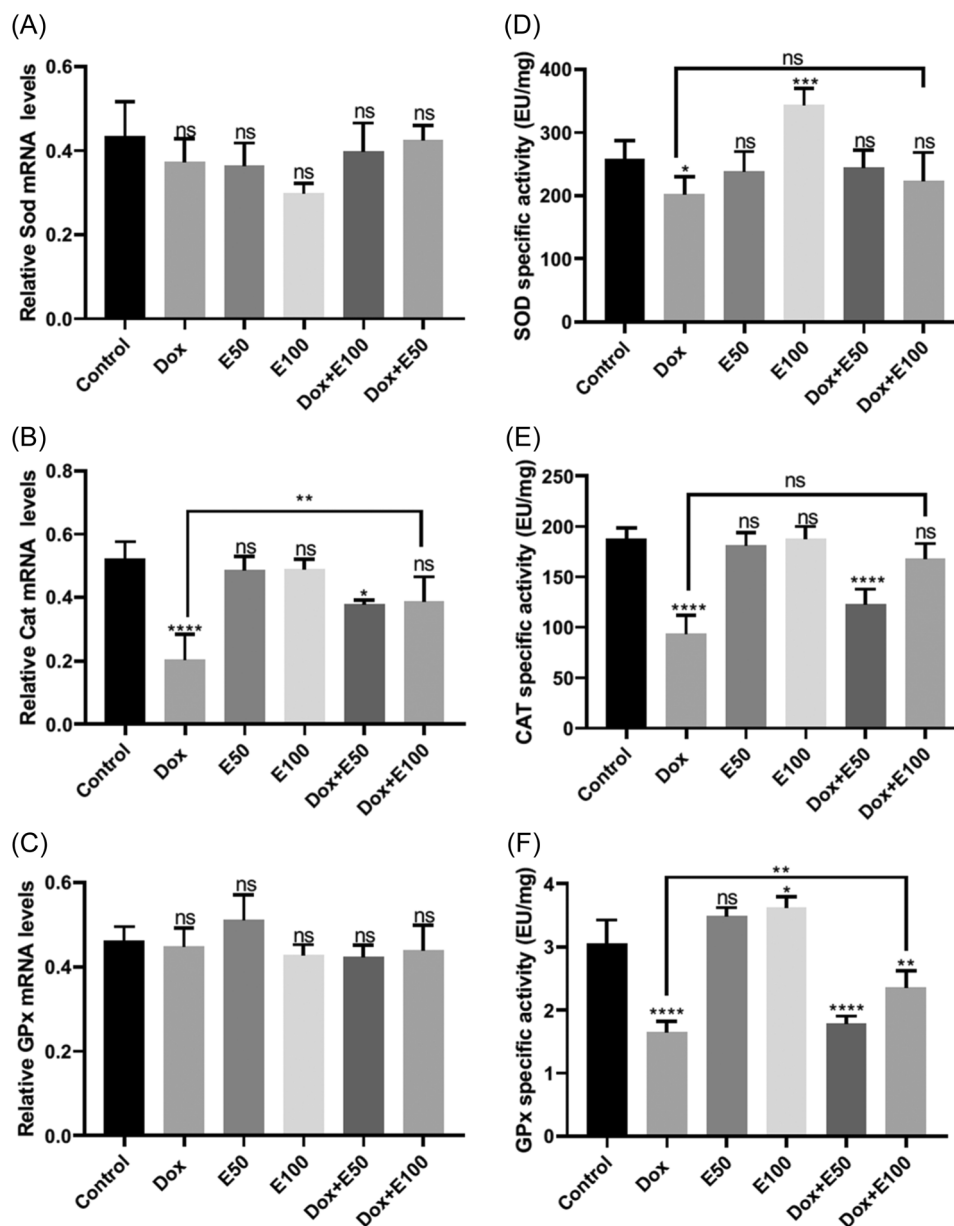 (A)
Relative Sod mRNA levels
0.6
0.4
0.2
0.0
ns
ns
ns
ns
ns
Control
Dox
E50
E100
Dox+E100
Dox+E50
(D)
SOD specific activity (EU/mg)
400
300
200
100
0
ns
*
ns
***
ns
ns
Control
Dox
E50
E100
Dox+E50
Dox+E100
(B)
Relative Cat mRNA levels
0.8
0.6
0.4
0.2
0.0
**
****
ns
ns
*
ns
Control
Dox
E50
E100
Dox+E50
Dox+E100
(E)
CAT specific activity (EU/mg)
250
200
150
100
50
0
ns
****
ns
ns
****
ns
Control
Dox
E50
E100
Dox+E50
Dox+E100
(C)
Relative GPx mRNA levels
0.6
0.4
0.2
0.0
ns
ns
ns
ns
ns
Control
Dox
E50
E100
Dox+E50
Dox+E100
(F)
GPx specific activity (EU/mg)
4
3
2
1
0
**
****
ns
*
****
**
Control
Dox
E50
E100
Dox+E50
Dox+E100